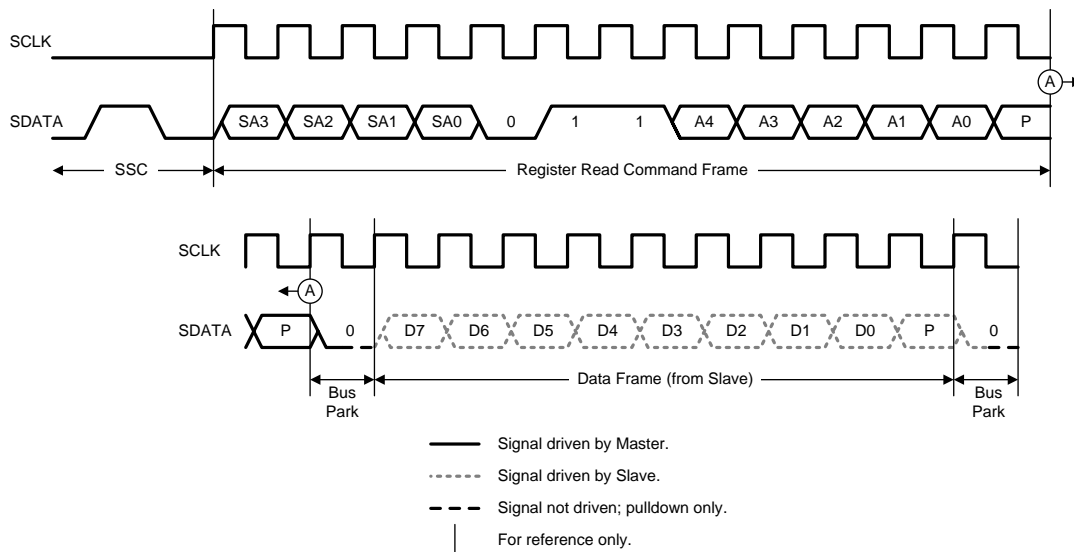 SCLK
A
SDATA SA3 SA2 SA1 SA0 0 1 1 A4 A3 A2 A1 A0 P
SSC Register Read Command Frame
SCLK
A
SDATA P 0 D7 D6 D5 D4 D3 D2 D1 D0 P 0
Bus Park Data Frame (from Slave) Bus Park
Signal driven by Master.
Signal driven by Slave.
Signal not driven; pulldown only.
For reference only.